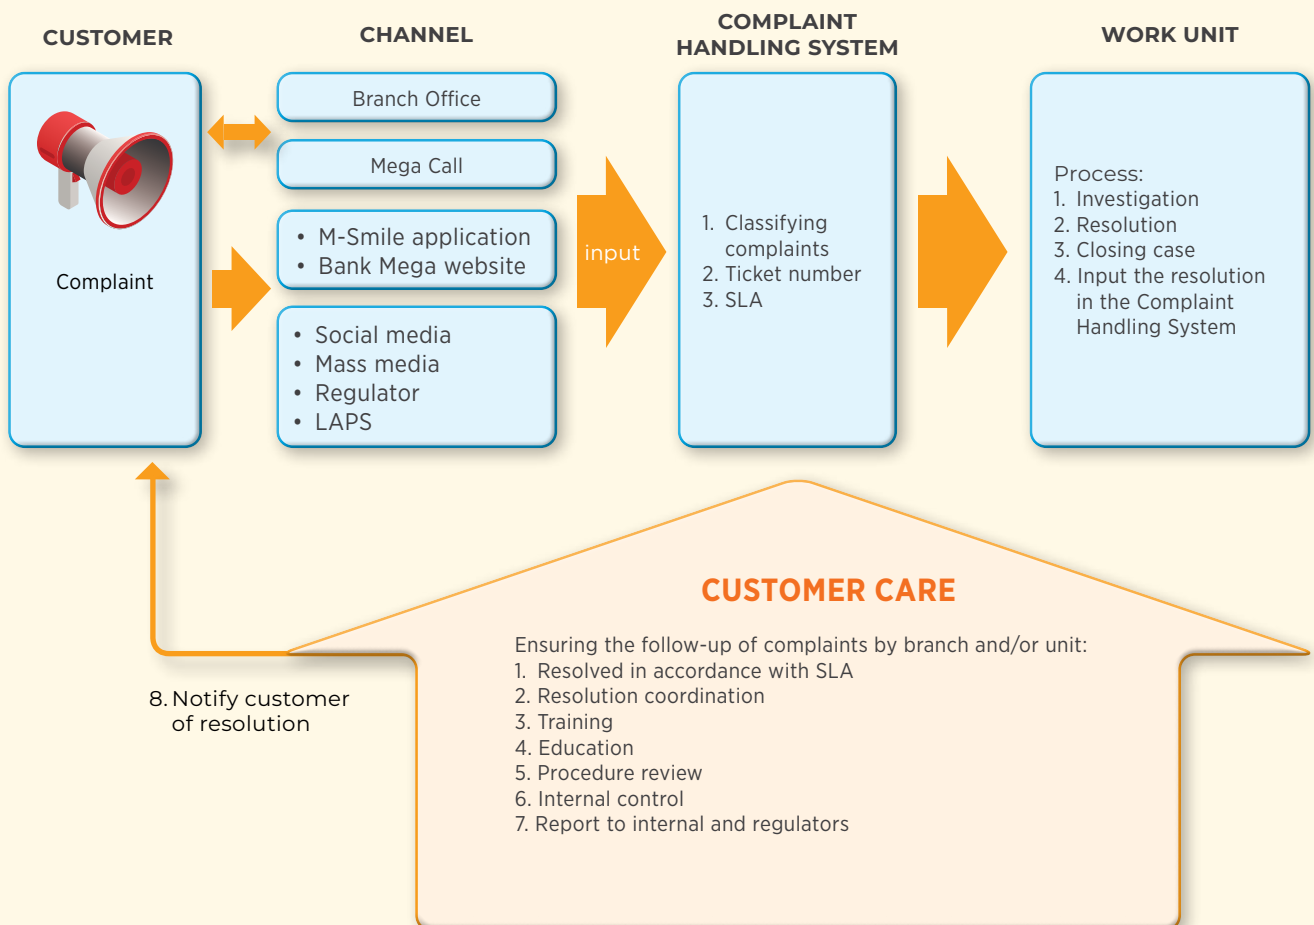 CUSTOMER
CHANNEL
COMPLAINT
HANDLING SYSTEM
WORK UNIT
Complaint
Branch Office
Mega Call
• M-Smile application
• Bank Mega website
• Social media
• Mass media
• Regulator
• LAPS
input
1. Classifying
complaints
2. Ticket number
3. SLA
Process:
1. Investigation
2. Resolution
3. Closing case
4. Input the resolution
in the Complaint
Handling System
CUSTOMER CARE
Ensuring the follow-up of complaints by branch and/or unit:
1. Resolved in accordance with SLA
2. Resolution coordination
3. Training
4. Education
5. Procedure review
6. Internal control
7. Report to internal and regulators
8. Notify customer
of resolution